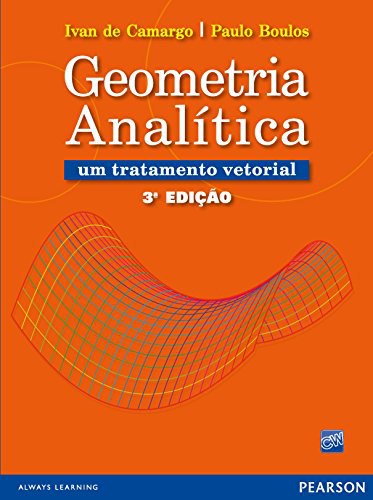 Ivan de Camargo | Paulo Boulos
Geometria
Analítica
um tratamento vetorial
3ª EDIÇÃO
CW
ALWAYS LEARNING
PEARSON